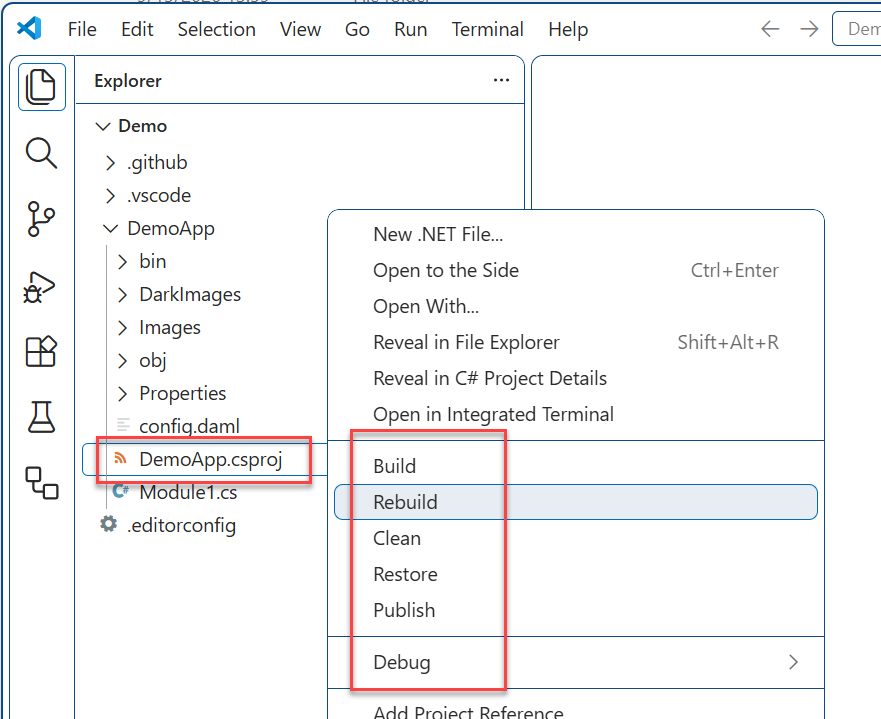 File Edit Selection View Go Run Terminal Help
Explorer ...
Demo
.github
.vscode
DemoApp
bin
DarkImages
Images
obj
Properties
config.daml
DemoApp.csproj
Module1.cs
.editorconfig
New .NET File...
Open to the Side Ctrl+Enter
Open With...
Reveal in File Explorer Shift+Alt+R
Reveal in C# Project Details
Open in Integrated Terminal
Build
Rebuild
Clean
Restore
Publish
Debug
Add Project Reference